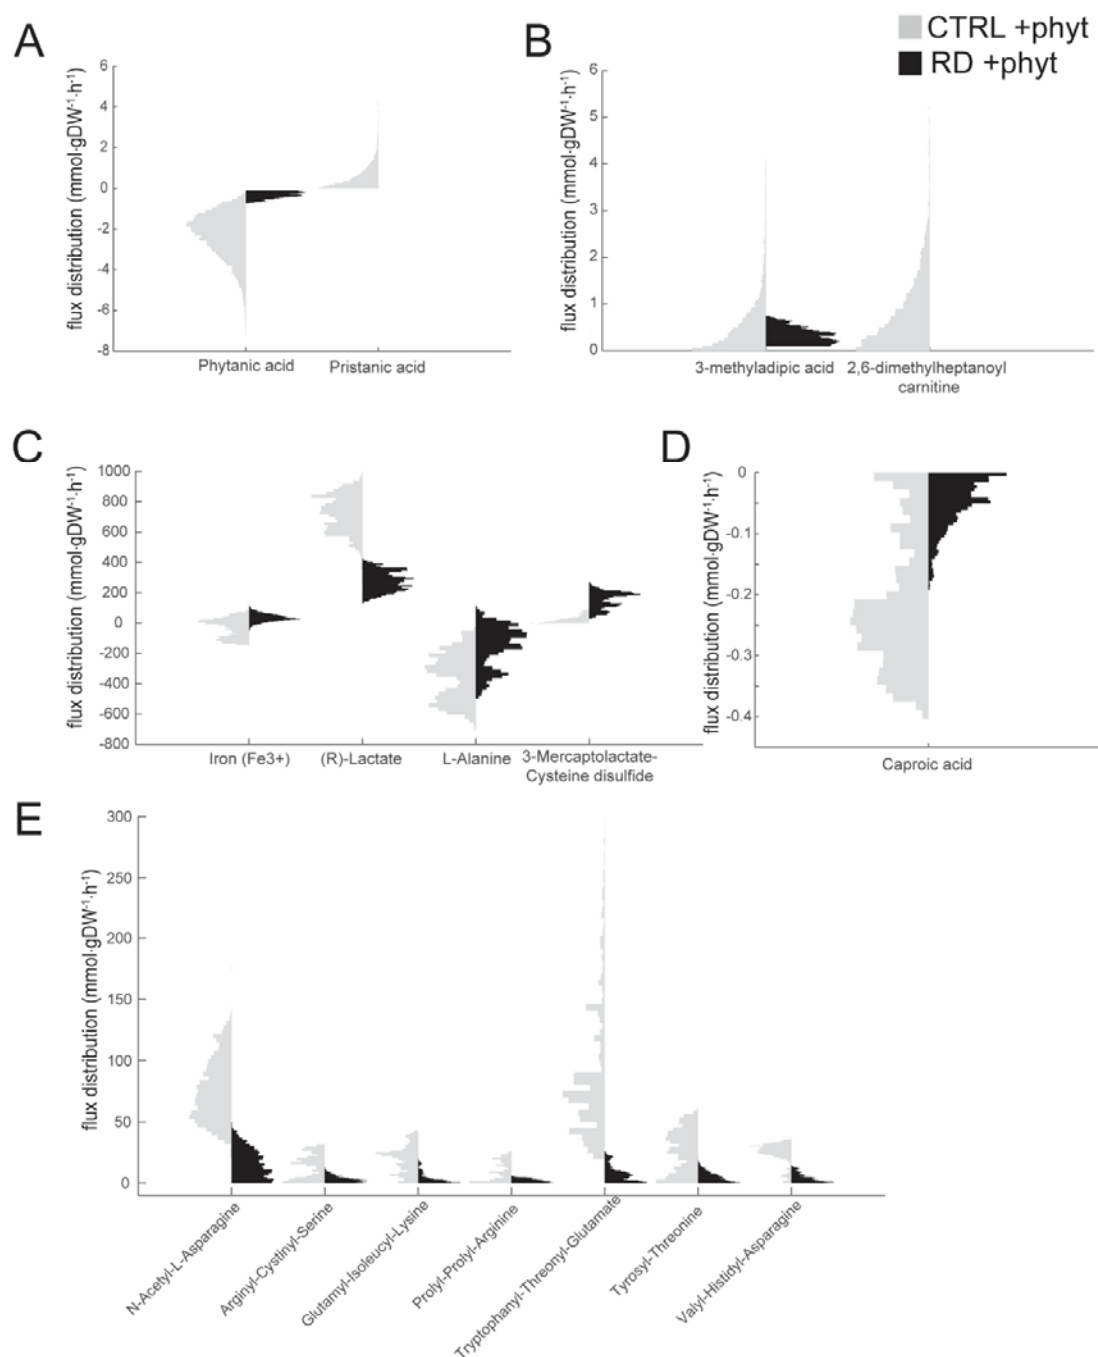 A
B
CTRL +phyt
RD +phyt
flux distribution (mmol·gDW⁻¹·h⁻¹)
6
4
2
0
-2
-4
-6
-8
Phytanic acid
Pristanic acid
flux distribution (mmol·gDW⁻¹·h⁻¹)
6
5
4
3
2
1
0
3-methyladipic acid
2,6-dimethylheptanoyl
carnitine
C
flux distribution (mmol·gDW⁻¹·h⁻¹)
1000
800
600
400
200
0
-200
-400
-600
-800
Iron (Fe3+)
(R)-Lactate
L-Alanine
3-Mercaptolactate-
Cysteine disulfide
D
flux distribution (mmol·gDW⁻¹·h⁻¹)
0
-0.1
-0.2
-0.3
-0.4
Caproic acid
E
flux distribution (mmol·gDW⁻¹·h⁻¹)
300
250
200
150
100
50
0
N-Acetyl-L-Asparagine
Arginyl-Cystinyl-Serine
Glutamyl-Isoleucyl-Lysine
Prolyl-Prolyl-Arginine
Tryptophanyl-Threonyl-Glutamate
Tyrosyl-Threonine
Valyl-Histidyl-Asparagine